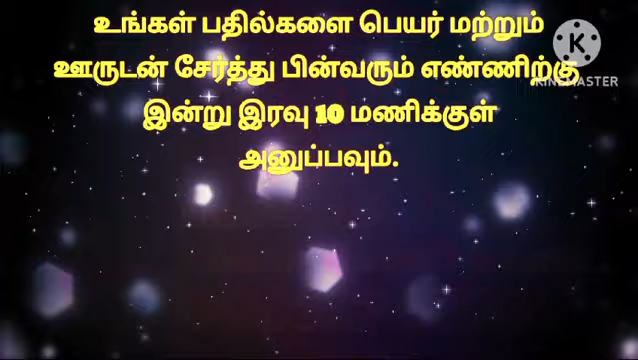 உங்கள் பதில்களை பெயர் மற்றும்
ஊருடன் சேர்த்து பின்வரும் எண்ணிற்கு
இன்று இரவு 10 மணிக்குள்
அனுப்பவும்.
K
KINEMASTER